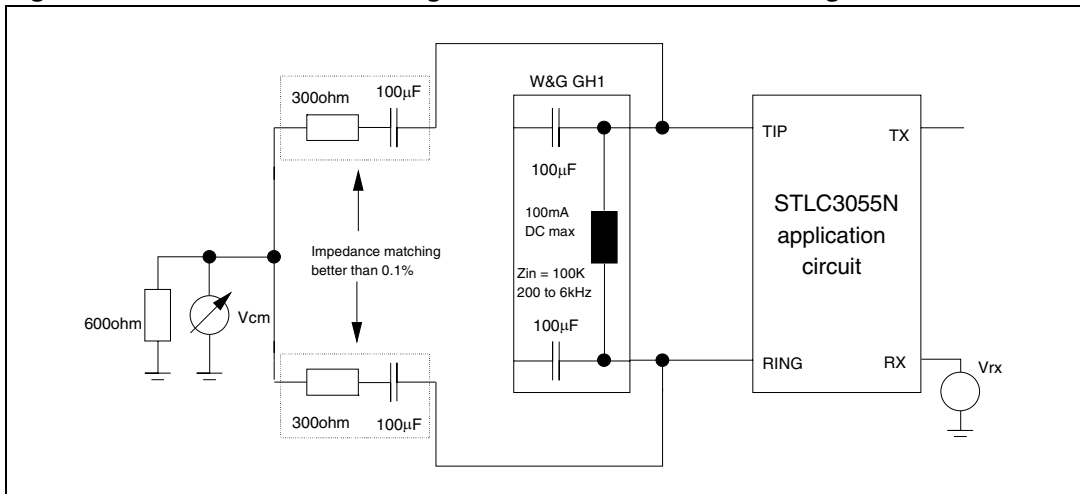 W&G GH1
300ohm
100µF
TIP
TX
100µF
STLC3055N
application
circuit
100mA
DC max
Impedance matching
better than 0.1%
Zin = 100K
200 to 6kHz
600ohm
Vcm
100µF
RING
RX
Vrx
300ohm
100µF